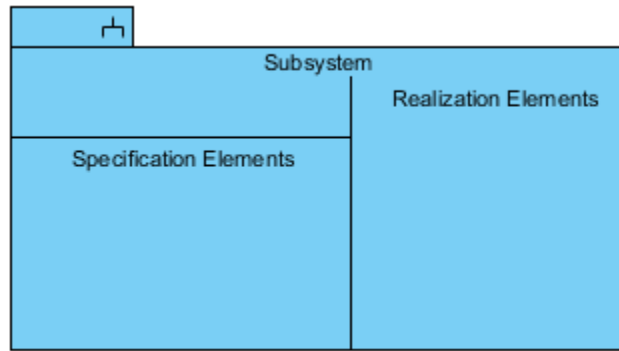 Subsystem
Realization Elements
Specification Elements